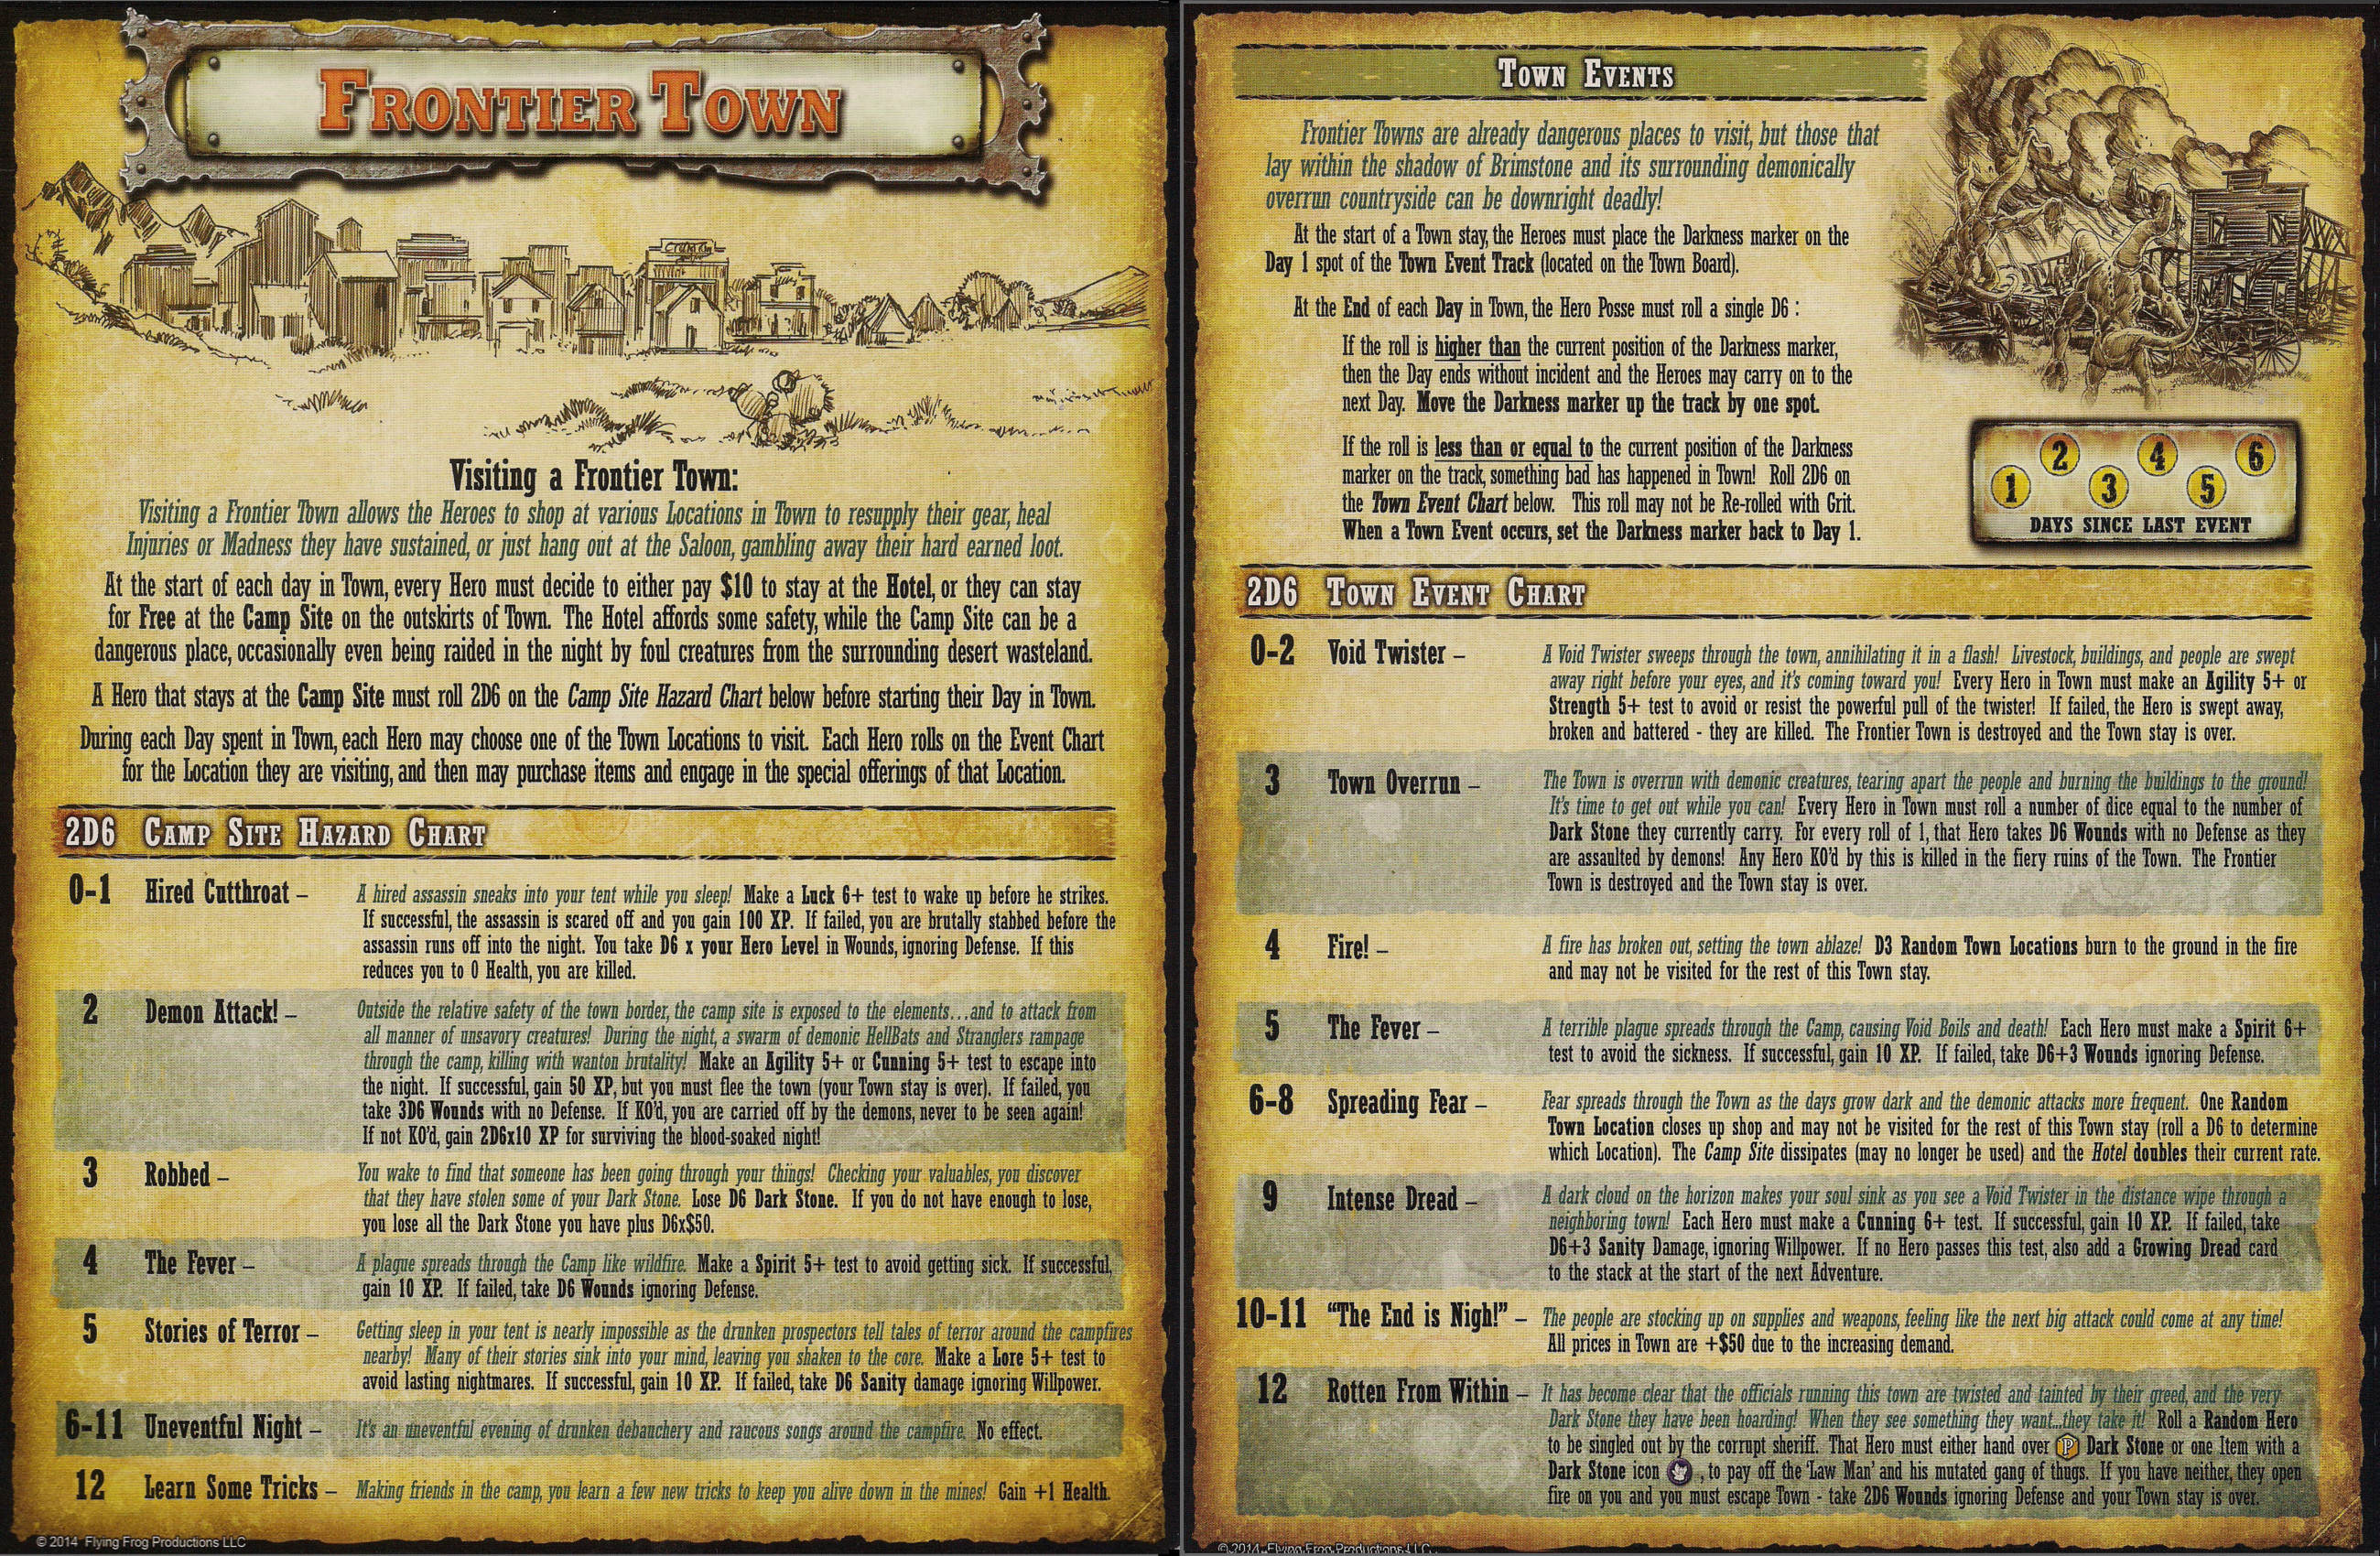 FRONTIER TOWN
Visiting a Frontier Town:
Visiting a Frontier Town allows the Heroes to shop at various Locations in Town to resupply their gear, heal
Injuries or Madness they have sustained, or just hang out at the Saloon, gambling away their hard earned loot.
At the start of each day in Town, every Hero must decide to either pay $10 to stay at the Hotel, or they can stay
for Free at the Camp Site on the outskirts of Town. The Hotel affords some safety, while the Camp Site can be a
dangerous place, occasionally even being raided in the night by foul creatures from the surrounding desert wasteland.
A Hero that stays at the Camp Site must roll 2D6 on the Camp Site Hazard Chart below before starting their Day in Town.
During each Day spent in Town, each Hero may choose one of the Town Locations to visit. Each Hero rolls on the Event Chart
for the Location they are visiting, and then may purchase items and engage in the special offerings of that Location.
2D6 CAMP SITE HAZARD CHART
0-1 Hired Cutthroat – A hired assassin sneaks into your tent while you sleep! Make a Luck 6+ test to wake up before he strikes.
If successful, the assassin is scared off and you gain 100 XP. If failed, you are brutally stabbed before the
assassin runs off into the night. You take D6 x your Hero Level in Wounds, ignoring Defense. If this
reduces you to 0 Health, you are killed.
2 Demon Attack! – Outside the relative safety of the town border, the camp site is exposed to the elements...and to attack from
all manner of unsavory creatures! During the night, a swarm of demonic HellBats and Stranglers rampage
through the camp, killing with wanton brutality! Make an Agility 5+ or Cunning 5+ test to escape into
the night. If successful, gain 50 XP, but you must flee the town (your Town stay is over). If failed, you
take 3D6 Wounds with no Defense. If KO'd, you are carried off by the demons, never to be seen again!
If not KO'd, gain 2D6x10 XP for surviving the blood-soaked night!
3 Robbed – You wake to find that someone has been going through your things! Checking your valuables, you discover
that they have stolen some of your Dark Stone. Lose D6 Dark Stone. If you do not have enough to lose,
you lose all the Dark Stone you have plus D6x$50.
4 The Fever – A plague spreads through the Camp like wildfire. Make a Spirit 5+ test to avoid getting sick. If successful,
gain 10 XP. If failed, take D6 Wounds ignoring Defense.
5 Stories of Terror – Getting sleep in your tent is nearly impossible as the drunken prospectors tell tales of terror around the campfires
nearby! Many of their stories sink into your mind, leaving you shaken to the core. Make a Lore 5+ test to
avoid lasting nightmares. If successful, gain 10 XP. If failed, take D6 Sanity damage ignoring Willpower.
6-11 Uneventful Night – It's an uneventful evening of drunken debauchery and raucous songs around the campfire. No effect.
12 Learn Some Tricks – Making friends in the camp, you learn a few new tricks to keep you alive down in the mines! Gain +1 Health.
© 2014 Flying Frog Productions LLC
TOWN EVENTS
Frontier Towns are already dangerous places to visit, but those that
lay within the shadow of Brimstone and its surrounding demonically
overrun countryside can be downright deadly!
At the start of a Town stay, the Heroes must place the Darkness marker on the
Day 1 spot of the Town Event Track (located on the Town Board).
At the End of each Day in Town, the Hero Posse must roll a single D6 :
If the roll is higher than the current position of the Darkness marker,
then the Day ends without incident and the Heroes may carry on to the
next Day. Move the Darkness marker up the track by one spot.
If the roll is less than or equal to the current position of the Darkness
marker on the track, something bad has happened in Town! Roll 2D6 on
the Town Event Chart below. This roll may not be Re-rolled with Grit.
When a Town Event occurs, set the Darkness marker back to Day 1.
1 2 3 4 5 6
DAYS SINCE LAST EVENT
2D6 TOWN EVENT CHART
0-2 Void Twister – A Void Twister sweeps through the town, annihilating it in a flash! Livestock, buildings, and people are swept
away right before your eyes, and it's coming toward you! Every Hero in Town must make an Agility 5+ or
Strength 5+ test to avoid or resist the powerful pull of the twister! If failed, the Hero is swept away,
broken and battered - they are killed. The Frontier Town is destroyed and the Town stay is over.
3 Town Overrun – The Town is overrun with demonic creatures, tearing apart the people and burning the buildings to the ground!
It's time to get out while you can! Every Hero in Town must roll a number of dice equal to the number of
Dark Stone they currently carry. For every roll of 1, that Hero takes D6 Wounds with no Defense as they
are assaulted by demons! Any Hero KO'd by this is killed in the fiery ruins of the Town. The Frontier
Town is destroyed and the Town stay is over.
4 Fire! – A fire has broken out, setting the town ablaze! D3 Random Town Locations burn to the ground in the fire
and may not be visited for the rest of this Town stay.
5 The Fever – A terrible plague spreads through the Camp, causing Void Boils and death! Each Hero must make a Spirit 6+
test to avoid the sickness. If successful, gain 10 XP. If failed, take D6+3 Wounds ignoring Defense.
6-8 Spreading Fear – Fear spreads through the Town as the days grow dark and the demonic attacks more frequent. One Random
Town Location closes up shop and may not be visited for the rest of this Town stay (roll a D6 to determine
which Location). The Camp Site dissipates (may no longer be used) and the Hotel doubles their current rate.
9 Intense Dread – A dark cloud on the horizon makes your soul sink as you see a Void Twister in the distance wipe through a
neighboring town! Each Hero must make a Cunning 6+ test. If successful, gain 10 XP. If failed, take
D6+3 Sanity Damage, ignoring Willpower. If no Hero passes this test, also add a Growing Dread card
to the stack at the start of the next Adventure.
10-11 “The End is Nigh!” – The people are stocking up on supplies and weapons, feeling like the next big attack could come at any time!
All prices in Town are +$50 due to the increasing demand.
12 Rotten From Within – It has become clear that the officials running this town are twisted and tainted by their greed, and the very
Dark Stone they have been hoarding! When they see something they want...they take it! Roll a Random Hero
to be singled out by the corrupt sheriff. That Hero must either hand over P Dark Stone or one Item with a
Dark Stone icon , to pay off the 'Law Man' and his mutated gang of thugs. If you have neither, they open
fire on you and you must escape Town - take 2D6 Wounds ignoring Defense and your Town stay is over.
© 2014 Flying Frog Productions LLC